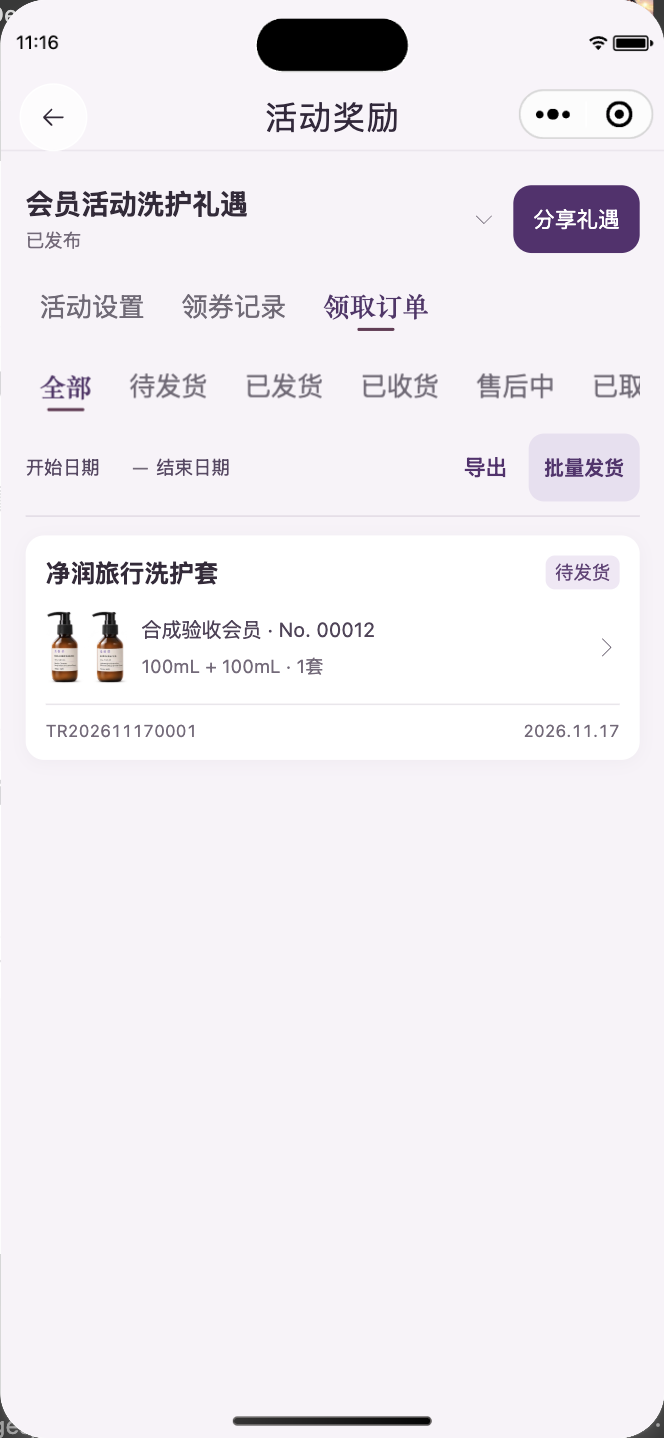 11:16
活动奖励
会员活动洗护礼遇
已发布
分享礼遇
活动设置 领券记录 领取订单
全部 待发货 已发货 已收货 售后中 已取
开始日期 — 结束日期 导出 批量发货
净润旅行洗护套 待发货
合成验收会员 · No. 00012
100mL + 100mL · 1套
TR202611170001 2026.11.17